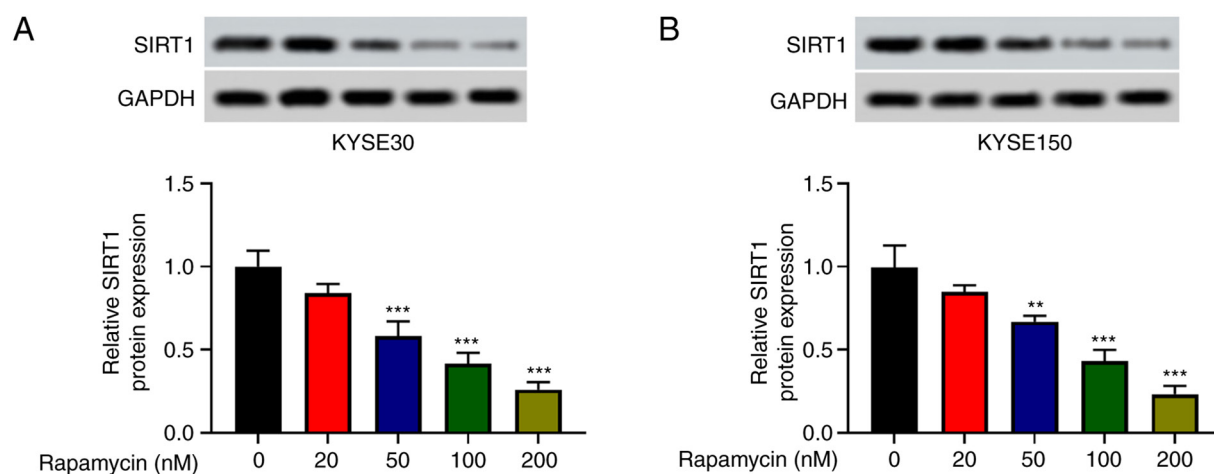 A
SIRT1
GAPDH
KYSE30
Relative SIRT1
protein expression
1.5
1.0
0.5
0.0
***
***
***
Rapamycin (nM) 0 20 50 100 200
B
SIRT1
GAPDH
KYSE150
Relative SIRT1
protein expression
1.5
1.0
0.5
0.0
**
***
***
Rapamycin (nM) 0 20 50 100 200